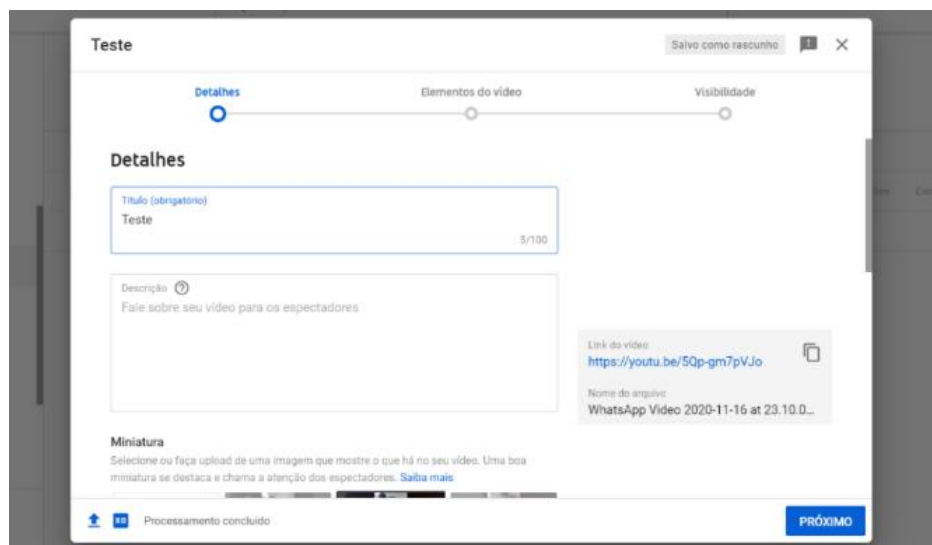 Teste
Salvo como rascunho
Detalhes
Elementos do vídeo
Visibilidade
Detalhes
Título (obrigatório)
Teste
5/100
Descrição
Fale sobre seu vídeo para os espectadores
Link do vídeo
https://youtu.be/5Qp-gm7pVJo
Nome do arquivo
WhatsApp Video 2020-11-16 at 23.10.0...
Miniatura
Selecione ou faça upload de uma imagem que mostre o que há no seu vídeo. Uma boa
miniatura se destaca e chama a atenção dos espectadores. Saiba mais
Processamento concluído
PRÓXIMO